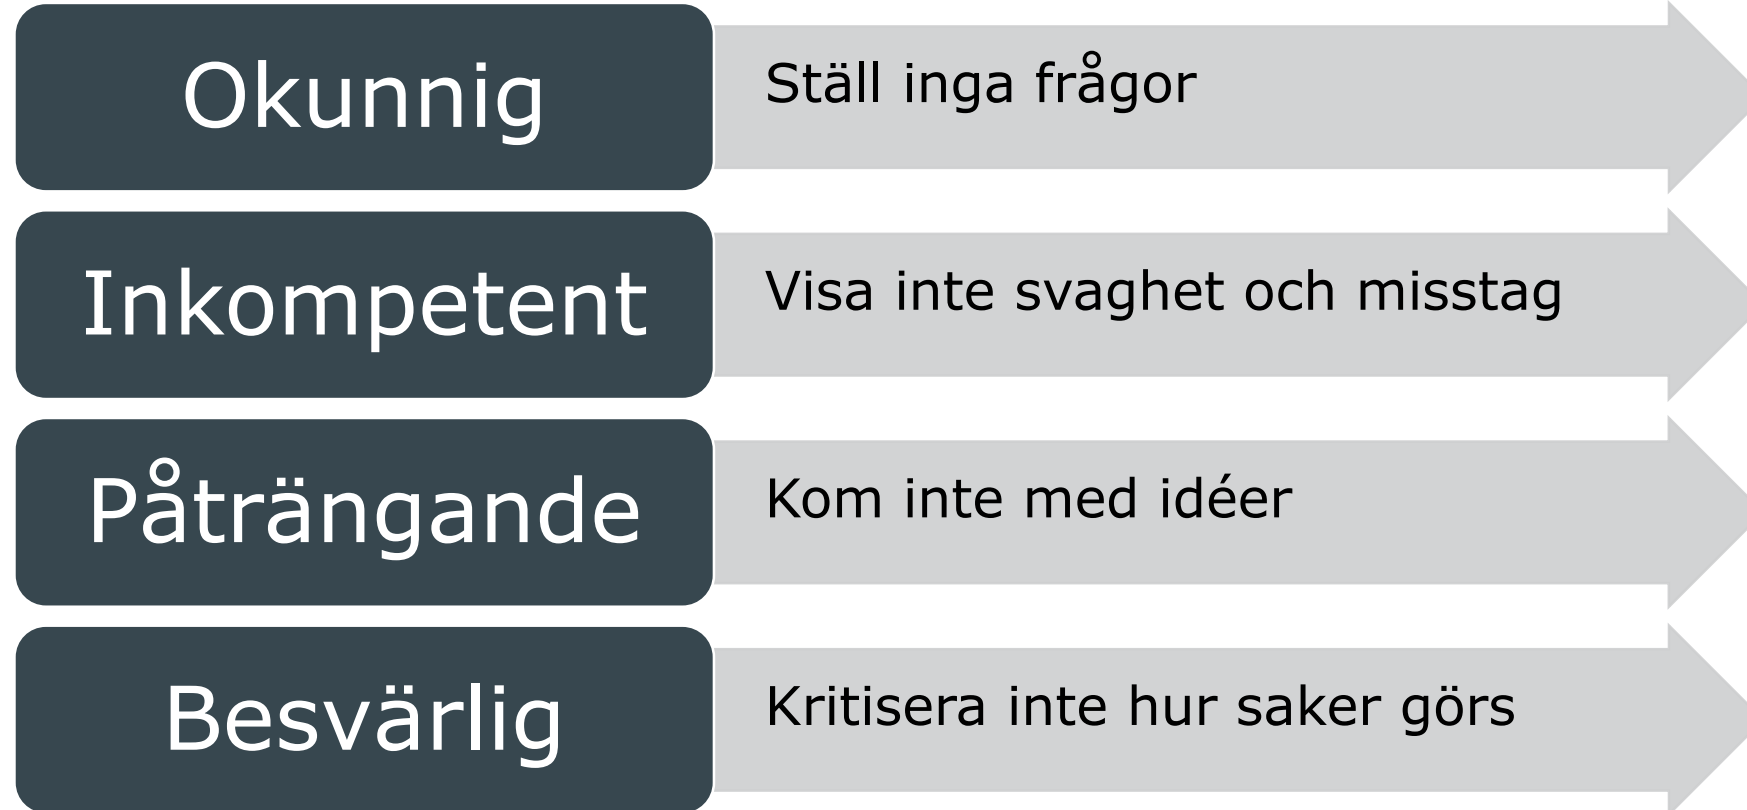 Okunnig
Ställ inga frågor
Inkompetent
Visa inte svaghet och misstag
Påträngande
Kom inte med idéer
Besvärlig
Kritisera inte hur saker görs